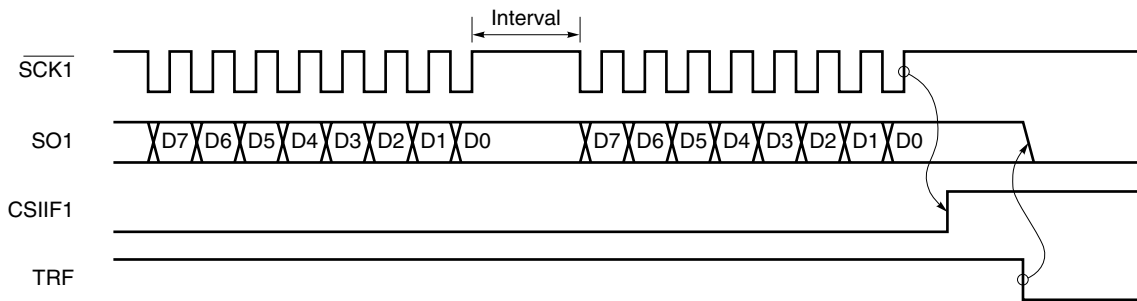 Interval
S̅C̅K̅1̅
SO1 D7 D6 D5 D4 D3 D2 D1 D0 D7 D6 D5 D4 D3 D2 D1 D0
CSIIF1
TRF